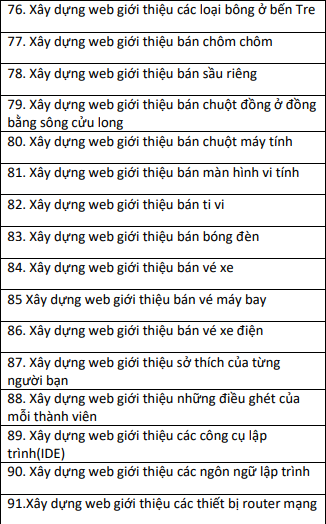 76. Xây dựng web giới thiệu các loại bông ở bến Tre
77. Xây dựng web giới thiệu bán chôm chôm
78. Xây dựng web giới thiệu bán sầu riêng
79. Xây dựng web giới thiệu bán chuột đồng ở đồng
bằng sông cửu long
80. Xây dựng web giới thiệu bán chuột máy tính
81. Xây dựng web giới thiệu bán màn hình vi tính
82. Xây dựng web giới thiệu bán ti vi
83. Xây dựng web giới thiệu bán bóng đèn
84. Xây dựng web giới thiệu bán vé xe
85 Xây dựng web giới thiệu bán vé máy bay
86. Xây dựng web giới thiệu bán vé xe điện
87. Xây dựng web giới thiệu sở thích của từng
người bạn
88. Xây dựng web giới thiệu những điều ghét của
mỗi thành viên
89. Xây dựng web giới thiệu các công cụ lập
trình(IDE)
90. Xây dựng web giới thiệu các ngôn ngữ lập trình
91.Xây dựng web giới thiệu các thiết bị router mạng